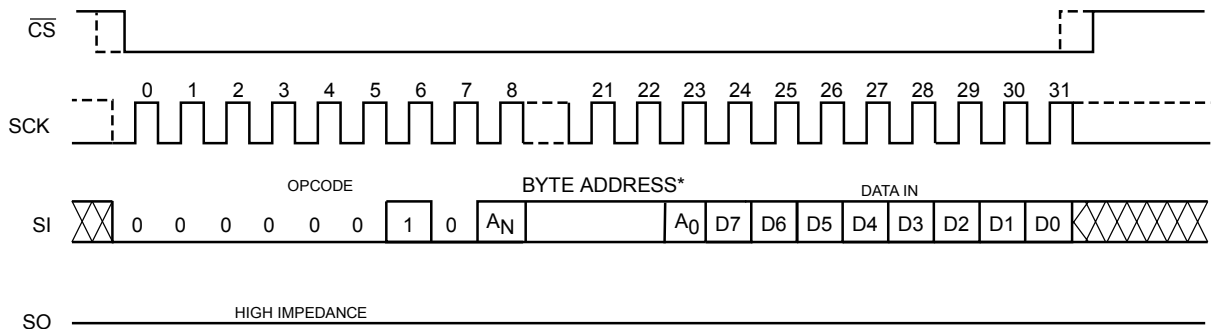 CS
0 1 2 3 4 5 6 7 8 21 22 23 24 25 26 27 28 29 30 31
SCK
OPCODE BYTE ADDRESS* DATA IN
SI 0 0 0 0 0 0 1 0 AN A0 D7 D6 D5 D4 D3 D2 D1 D0
HIGH IMPEDANCE
SO